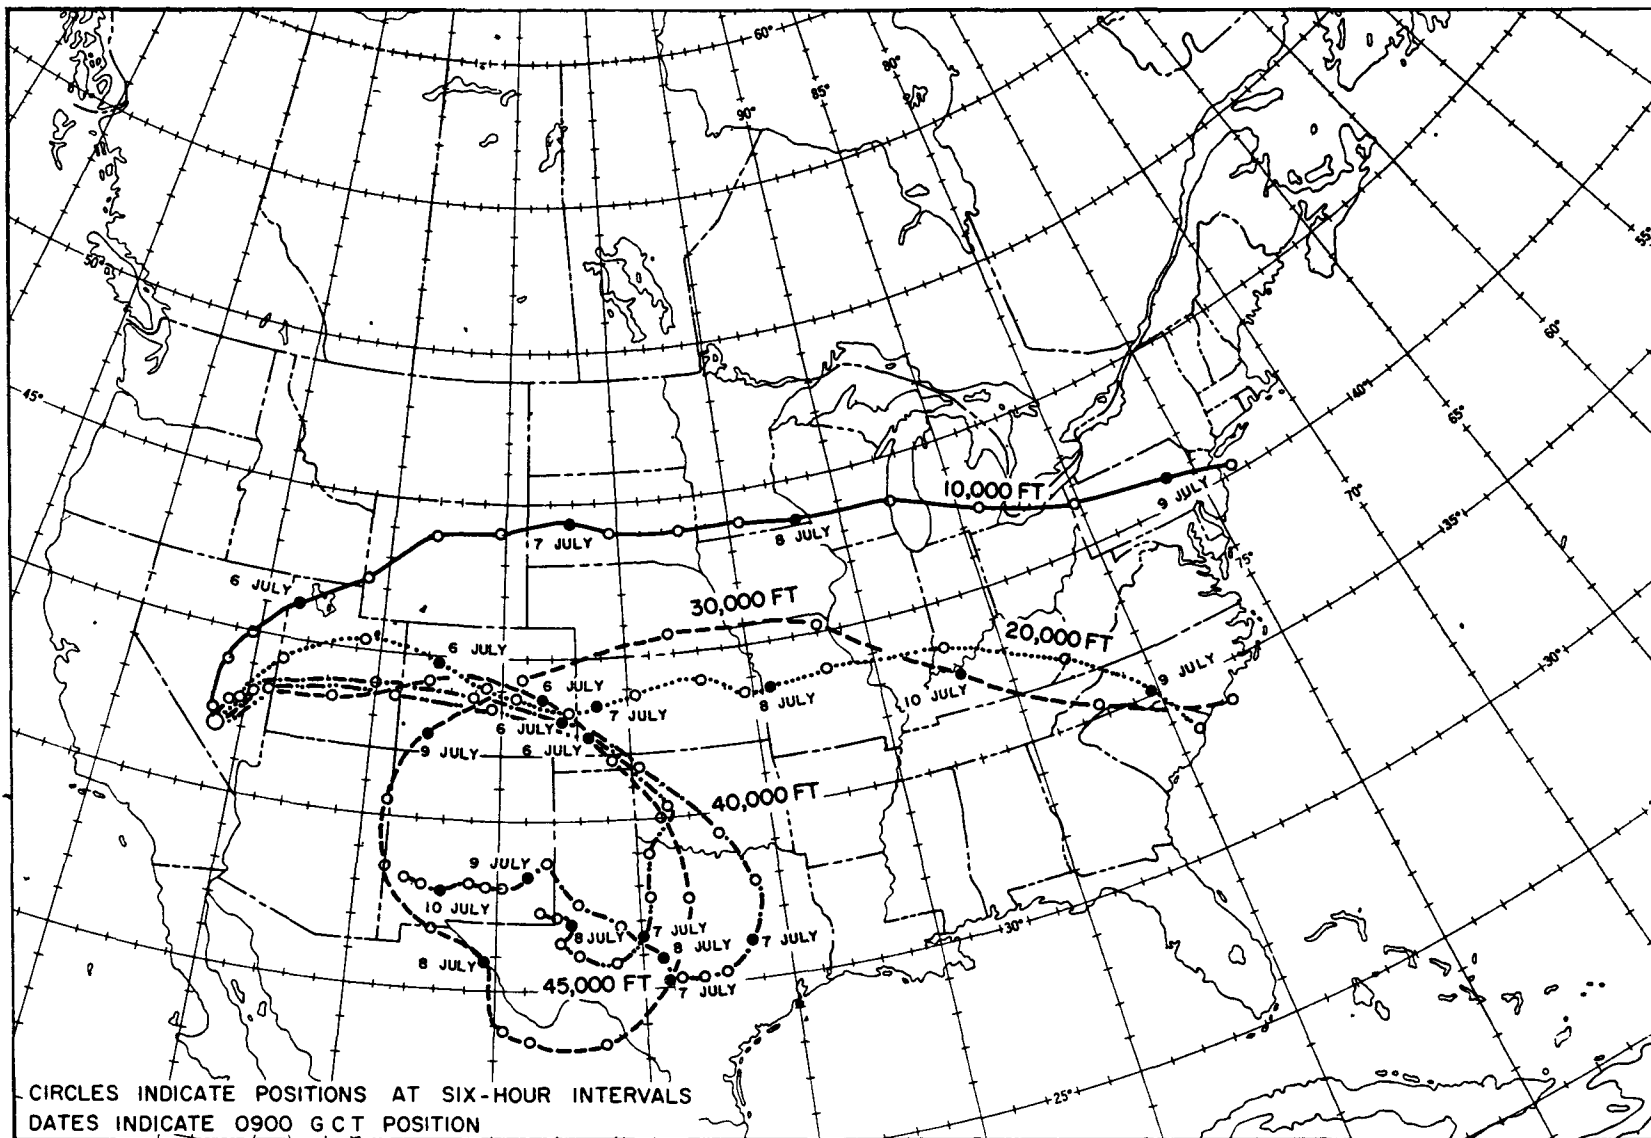 60°
80°
85°
90°
55°
50°
60°
45°
40°
65°
10,000 FT
70°
9 JULY
35°
7 JULY
8 JULY
75°
6 JULY
30,000 FT
20,000 FT
30°
6 JULY
9 JULY
6 JULY
10 JULY
8 JULY
7 JULY
6 JULY
9 JULY
6 JULY
40,000 FT
9 JULY
10 JULY
7 JULY
30°
8 JULY
7 JULY
8 JULY
8 JULY
45,000 FT
7 JULY
25°
CIRCLES INDICATE POSITIONS AT SIX-HOUR INTERVALS
DATES INDICATE 0900 GCT POSITION